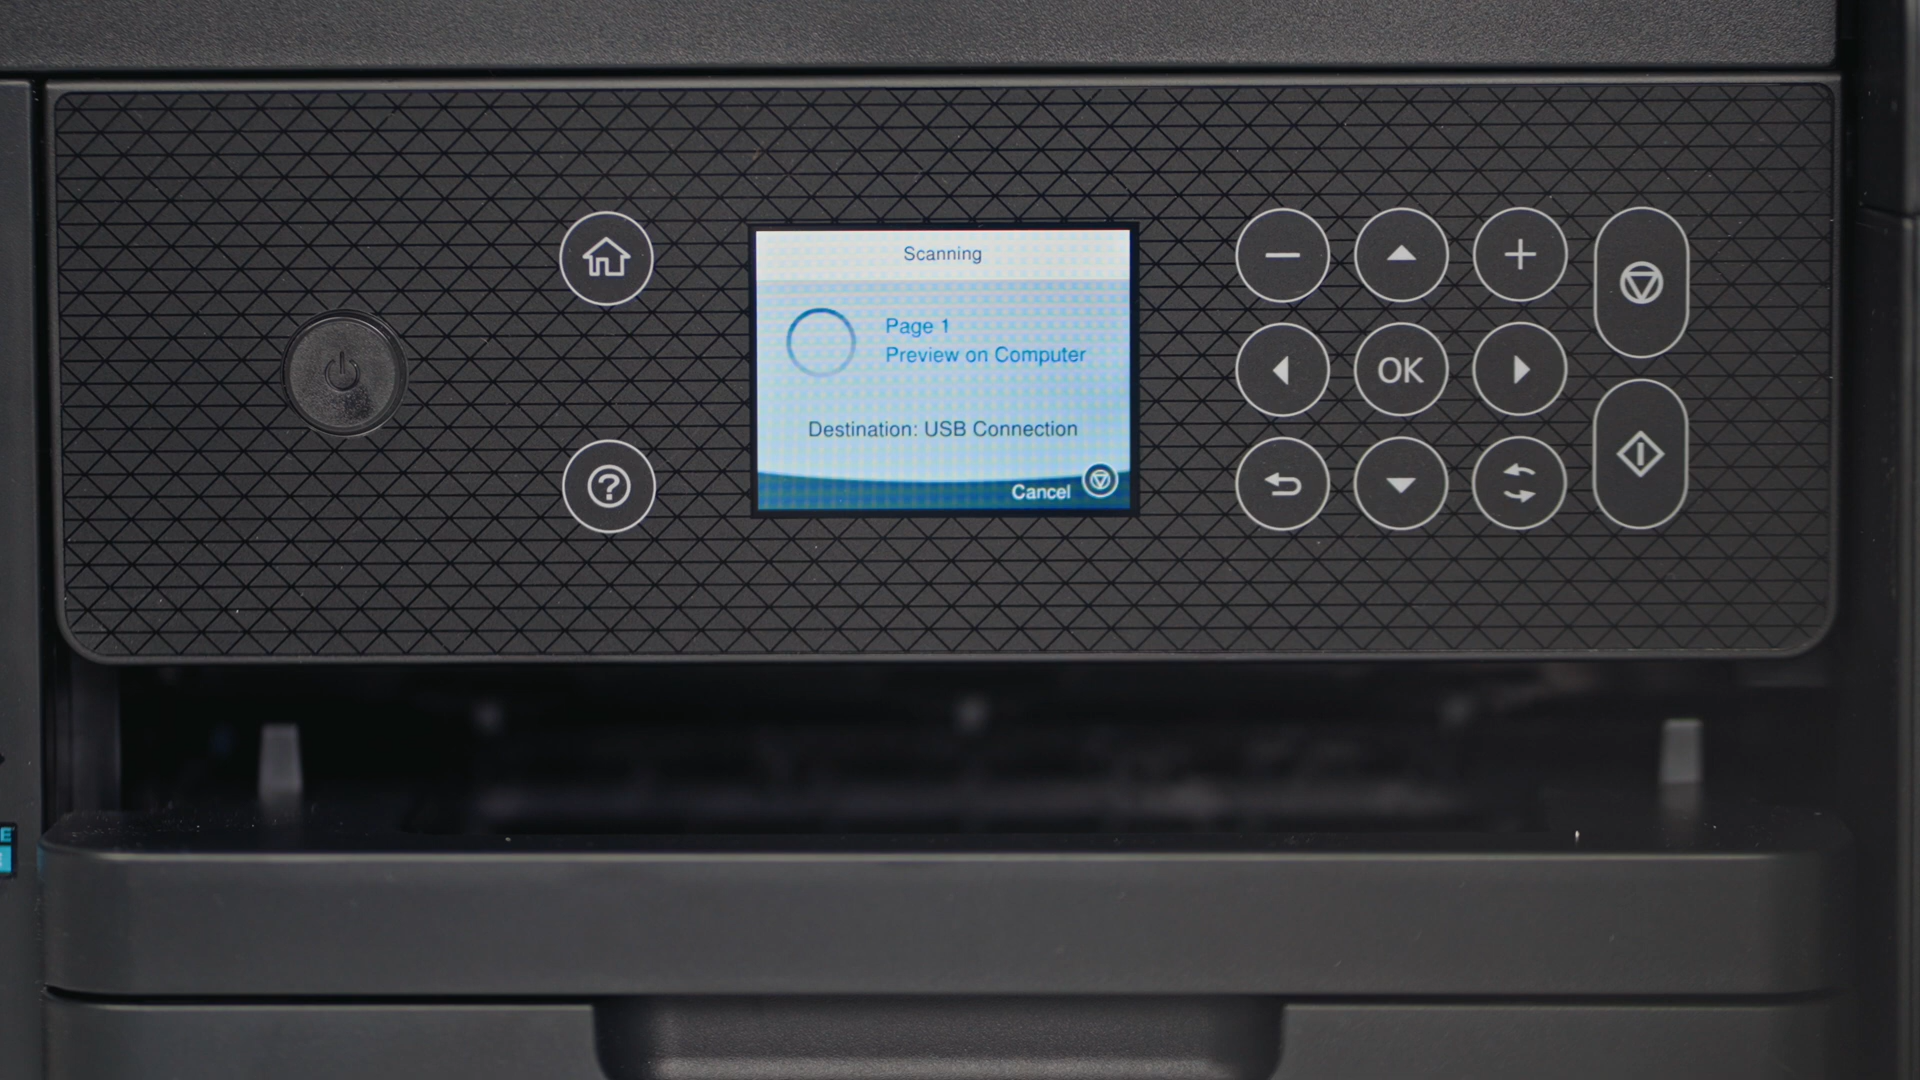 Scanning
Page 1
Preview on Computer
Destination: USB Connection
Cancel
OK
?
E